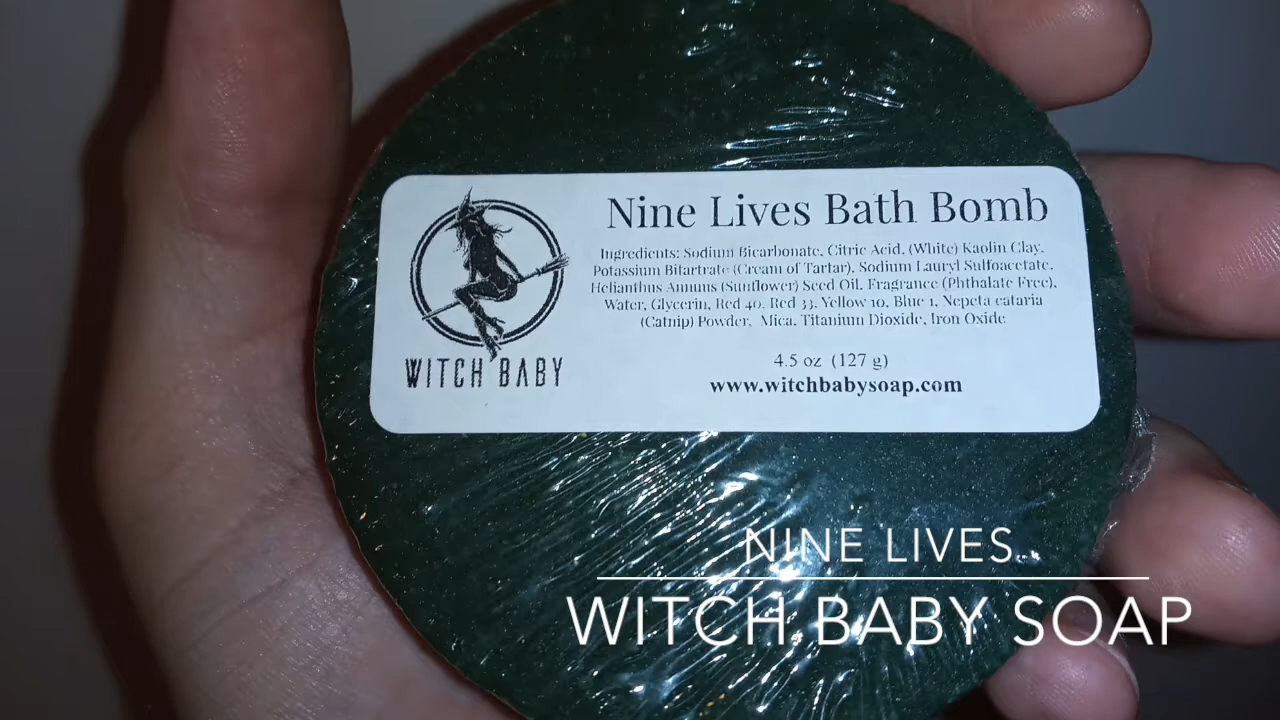 Nine Lives Bath Bomb
Ingredients: Sodium Bicarbonate, Citric Acid, (White) Kaolin Clay,
Potassium Bitartrate (Cream of Tartar), Sodium Lauryl Sulfoacetate,
Helianthus Annuus (Sunflower) Seed Oil, Fragrance (Phthalate Free),
Water, Glycerin, Red 40, Red 33, Yellow 10, Blue 1, Nepeta cataria
(Catnip) Powder, Mica, Titanium Dioxide, Iron Oxide
WITCH BABY
4.5 oz (127 g)
www.witchbabysoap.com
NINE LIVES
WITCH BABY SOAP